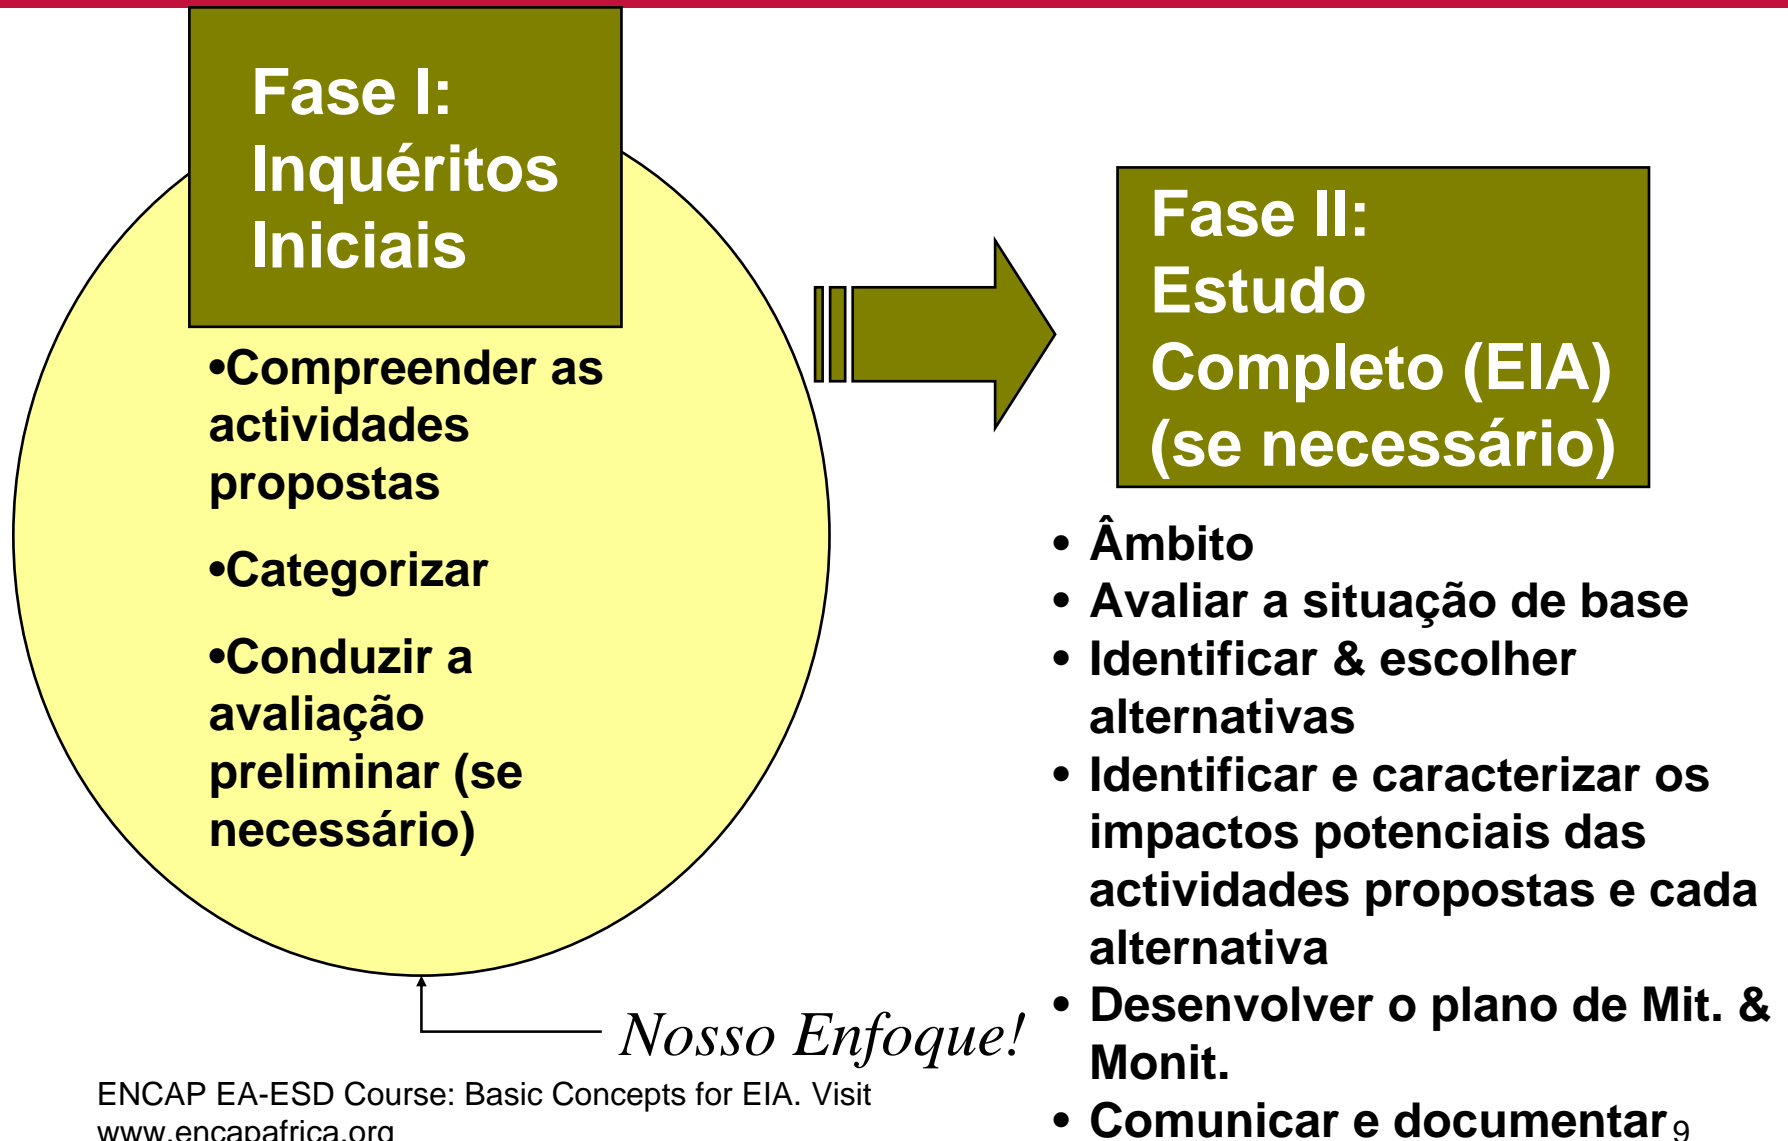 Fase I:
Inquéritos
Iniciais
•Compreender as
actividades
propostas
•Categorizar
•Conduzir a
avaliação
preliminar (se
necessário)
Nosso Enfoque!
Fase II:
Estudo
Completo (EIA)
(se necessário)
• Âmbito
• Avaliar a situação de base
• Identificar & escolher
alternativas
• Identificar e caracterizar os
impactos potenciais das
actividades propostas e cada
alternativa
• Desenvolver o plano de Mit. &
Monit.
• Comunicar e documentar
ENCAP EA-ESD Course: Basic Concepts for EIA. Visit
www.encapafrica.org
9